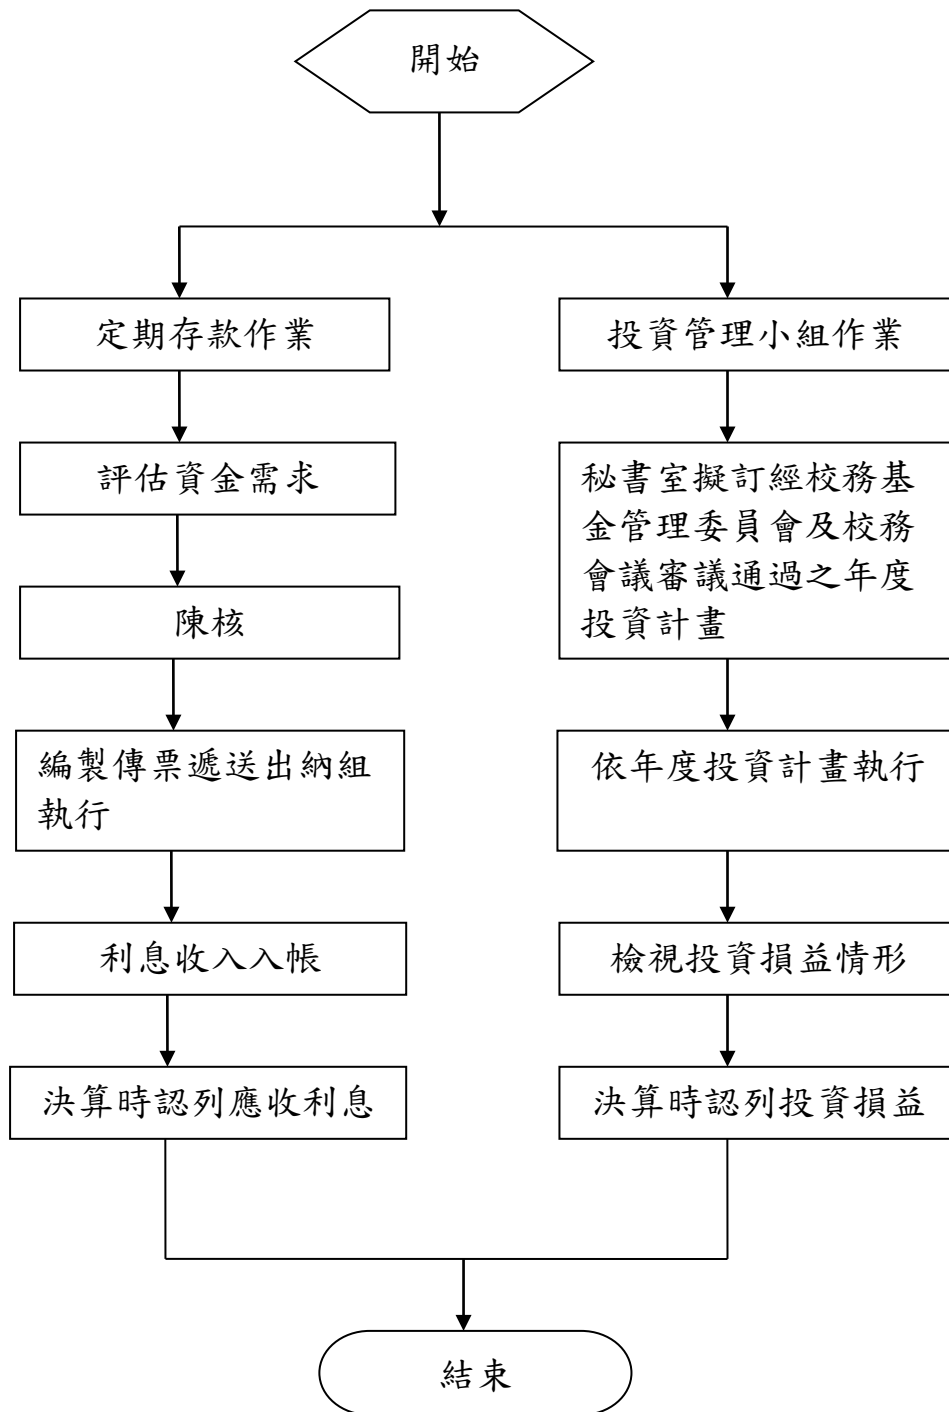 開始
定期存款作業
評估資金需求
陳核
編製傳票遞送出納組
執行
利息收入入帳
決算時認列應收利息
投資管理小組作業
秘書室擬訂經校務基
金管理委員會及校務
會議審議通過之年度
投資計畫
依年度投資計畫執行
檢視投資損益情形
決算時認列投資損益
結束